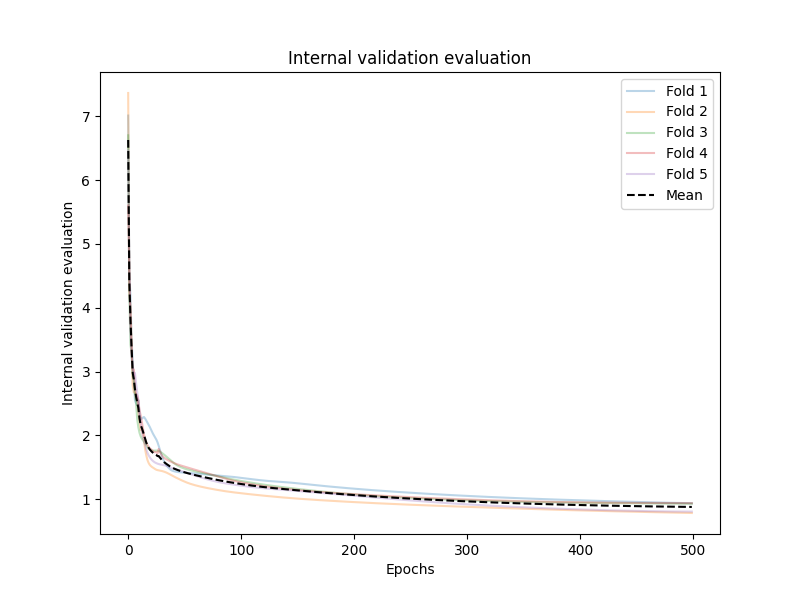 Internal validation evaluation
Fold 1
Fold 2
Fold 3
Fold 4
Fold 5
Mean
Internal validation evaluation
7
6
5
4
3
2
1
0 100 200 300 400 500
Epochs